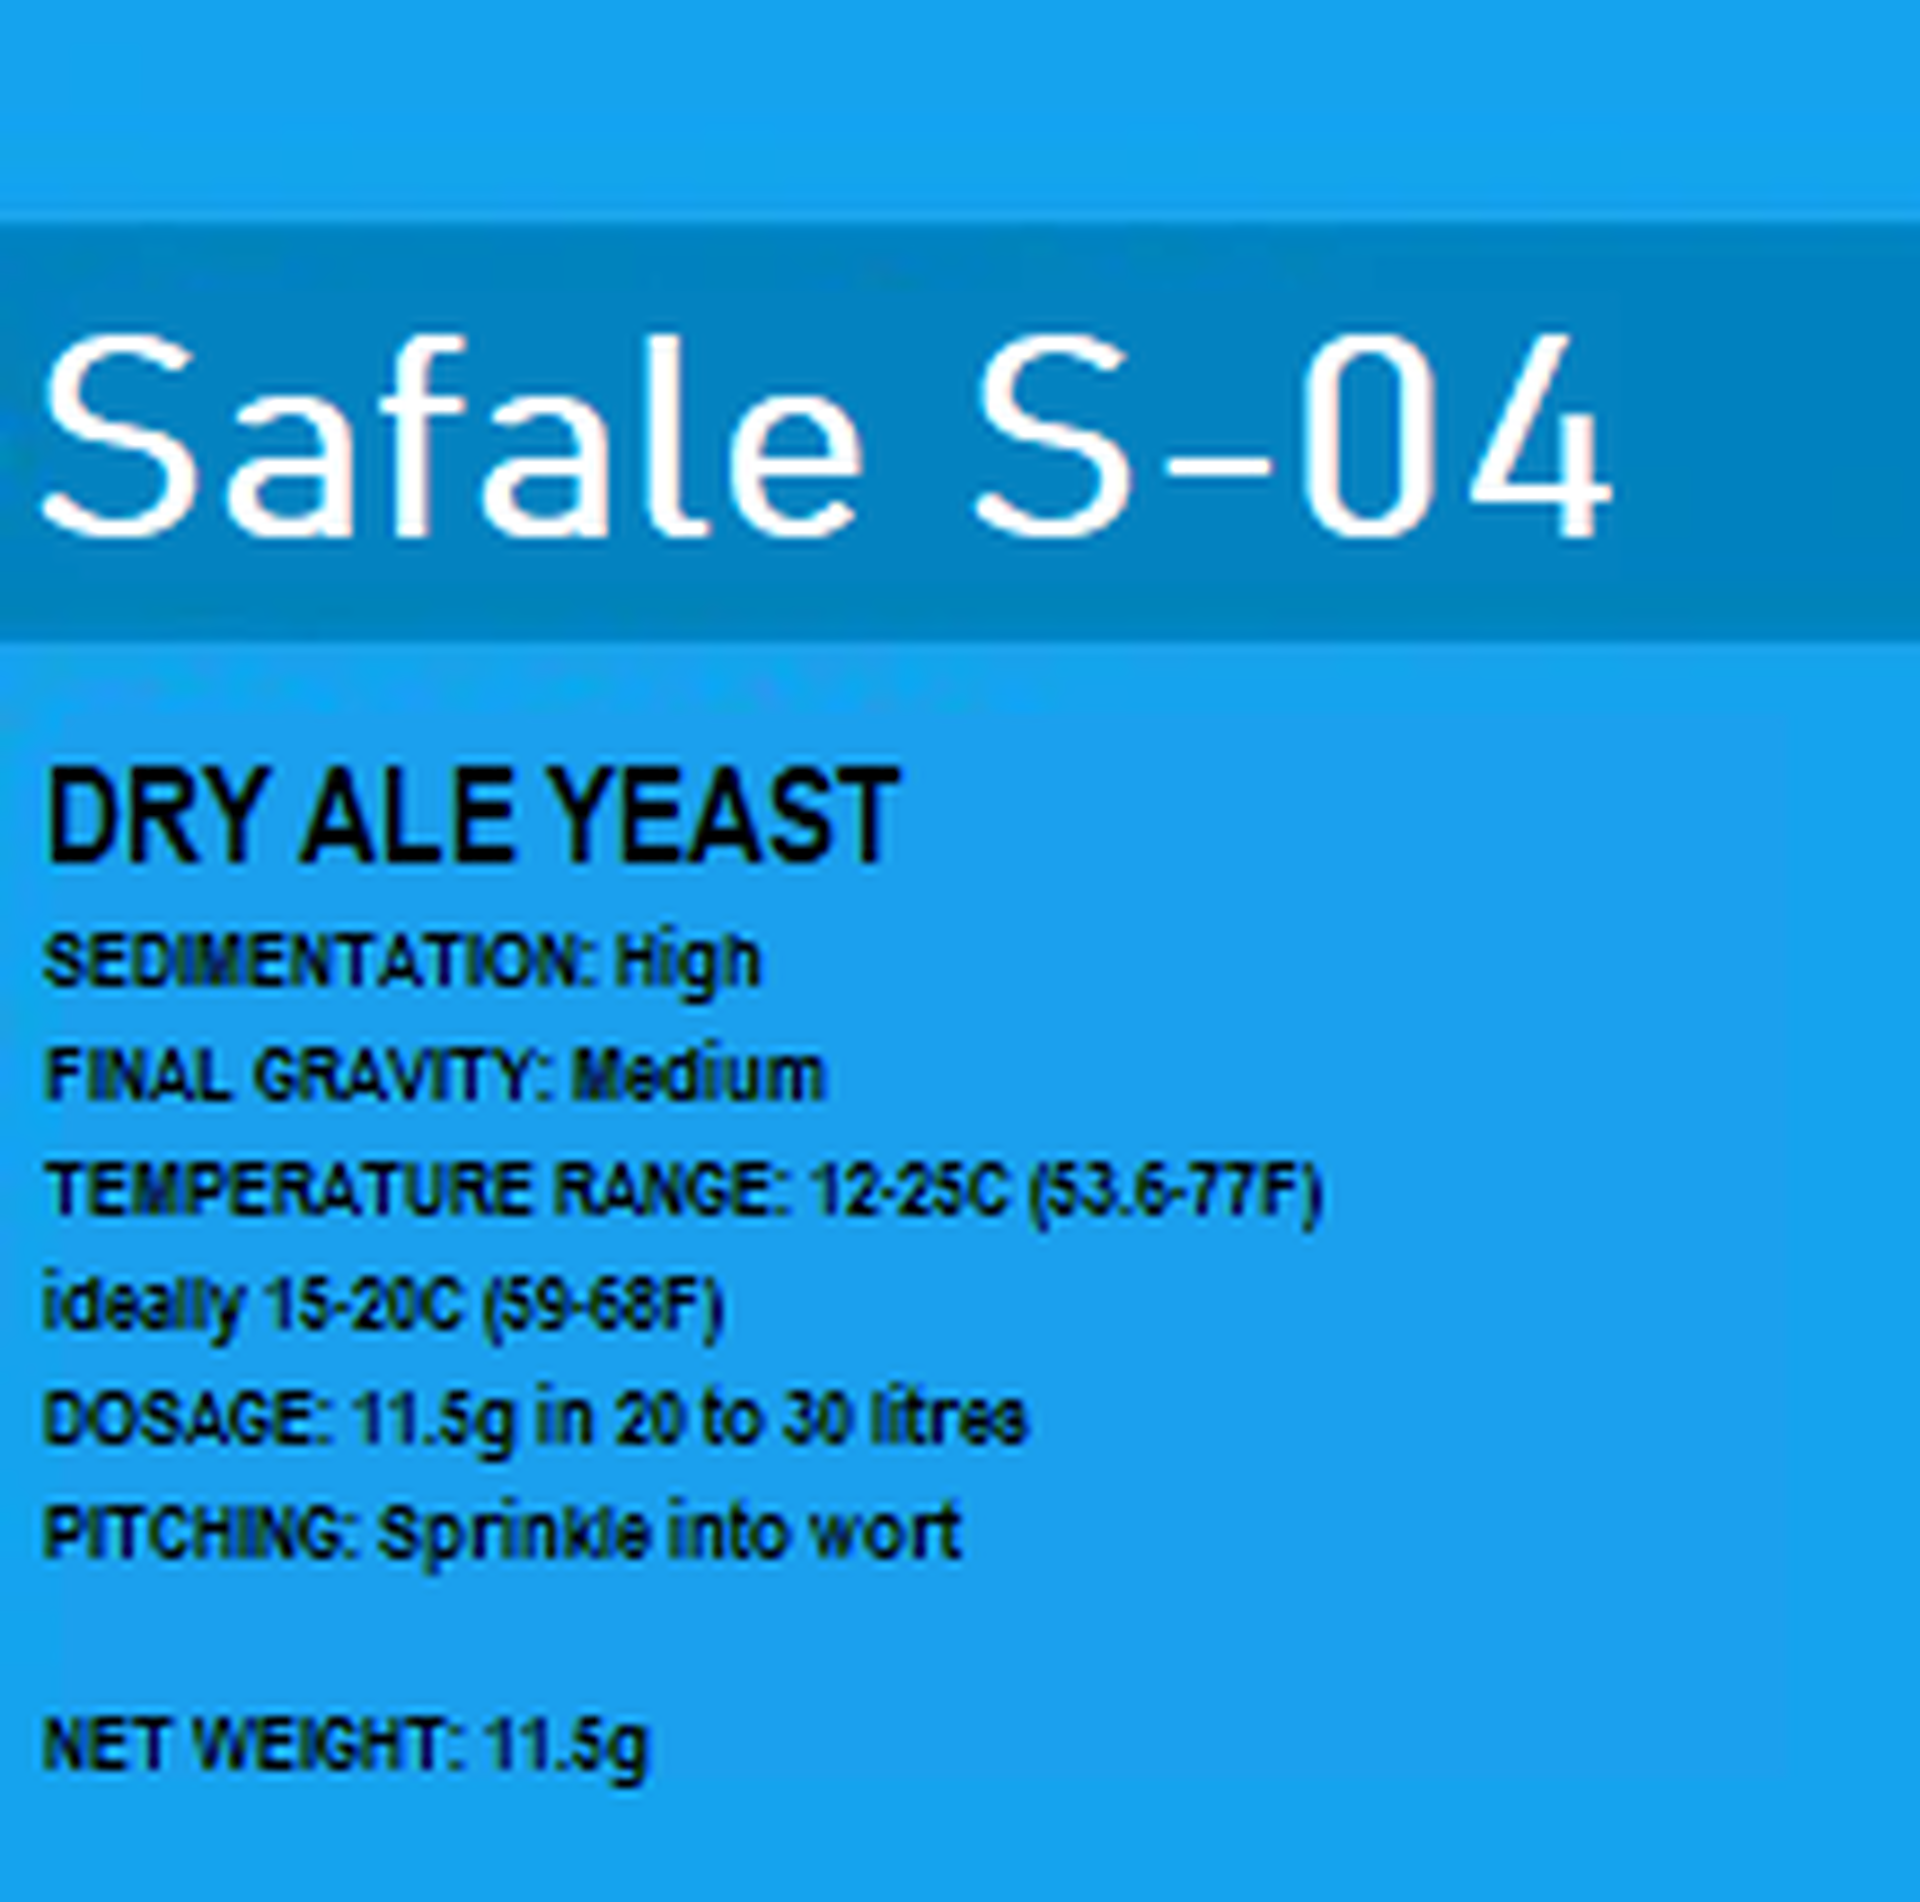 Safale S-04
DRY ALE YEAST
SEDIMENTATION: High
FINAL GRAVITY: Medium
TEMPERATURE RANGE: 12-25C (53.6-77F)
ideally 15-20C (59-68F)
DOSAGE: 11.5g in 20 to 30 litres
PITCHING: Sprinkle into wort
NET WEIGHT: 11.5g